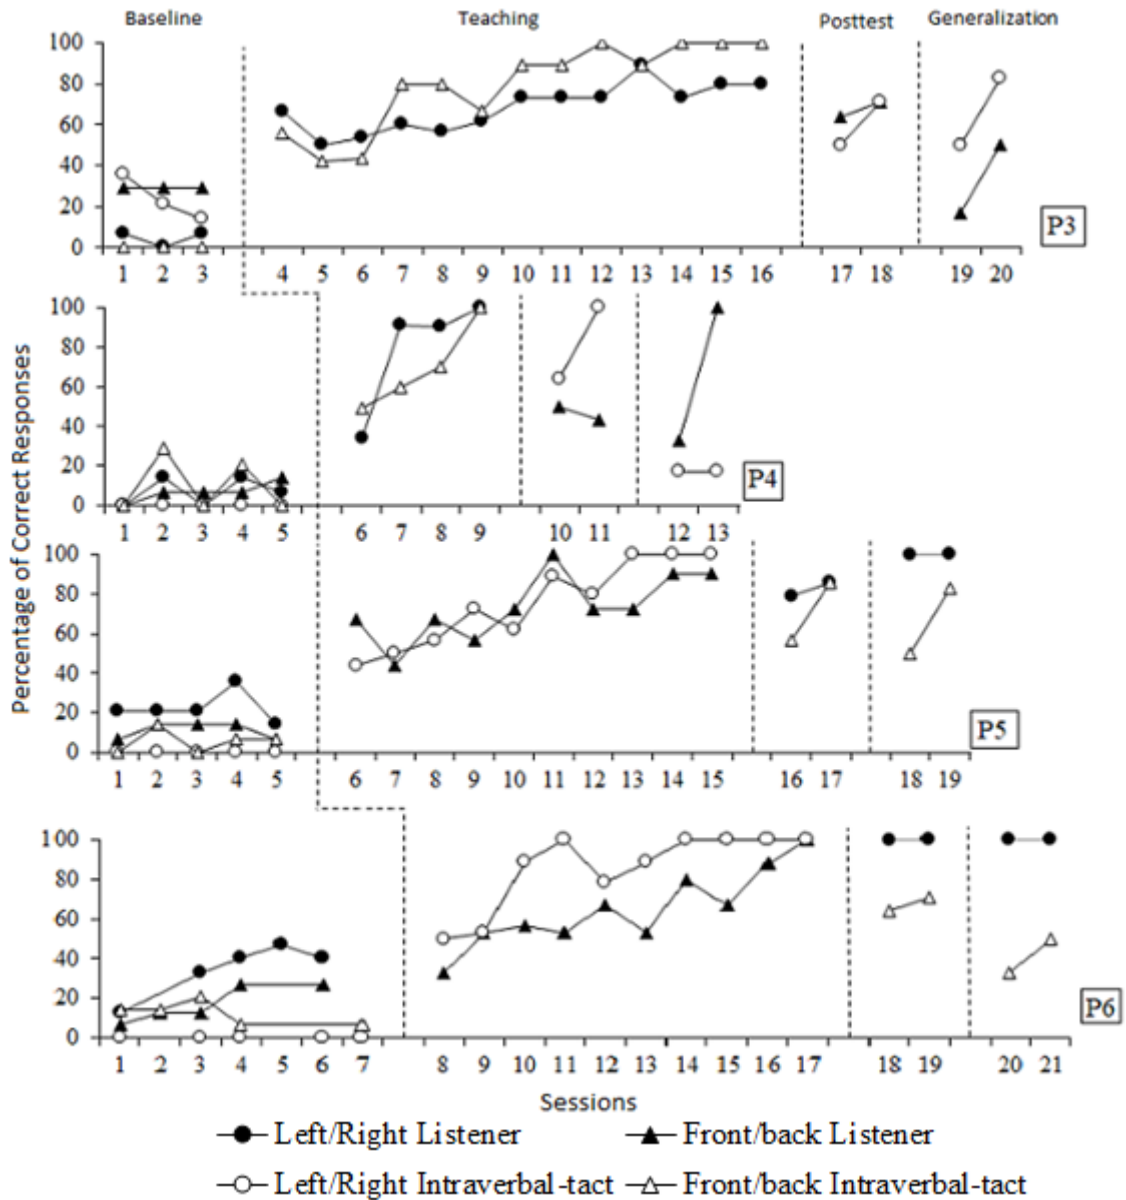 Baseline Teaching Posttest Generalization
100
80
60
40
20
0
1 2 3 4 5 6 7 8 9 10 11 12 13 14 15 16 17 18 19 20
P3
100
80
60
40
20
0
1 2 3 4 5 6 7 8 9 10 11 12 13
P4
100
80
60
40
20
0
1 2 3 4 5 6 7 8 9 10 11 12 13 14 15 16 17 18 19
P5
100
80
60
40
20
0
1 2 3 4 5 6 7 8 9 10 11 12 13 14 15 16 17 18 19 20 21
P6
Percentage of Correct Responses
Sessions
Left/Right Listener Front/back Listener
Left/Right Intraverbal-tact Front/back Intraverbal-tact